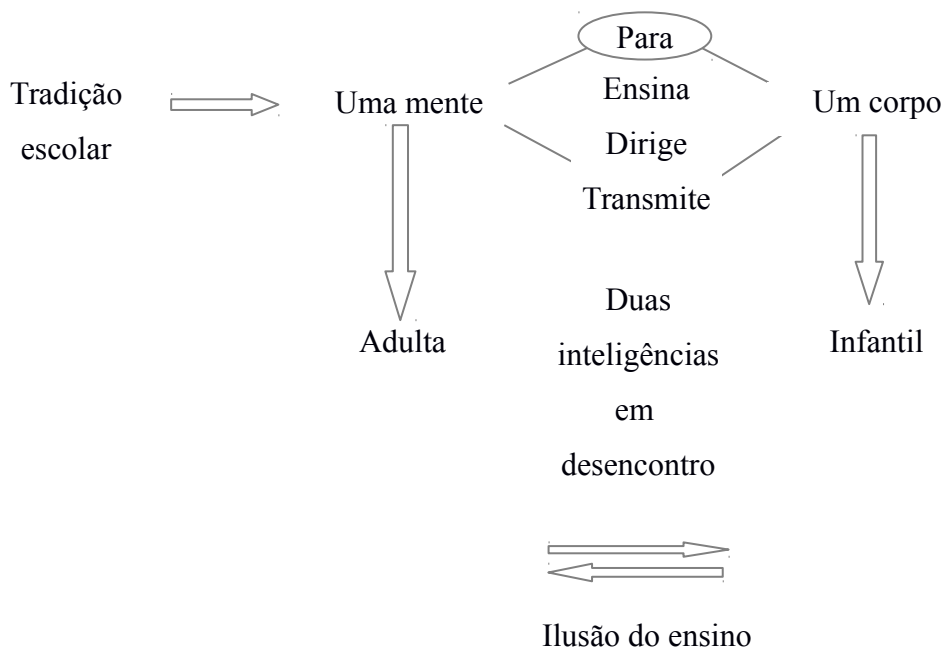 Tradição
escolar
Uma mente
Para
Ensina
Dirige
Transmite
Um corpo
Adulta
Duas
inteligências
em
desencontro
Infantil
Ilusão do ensino